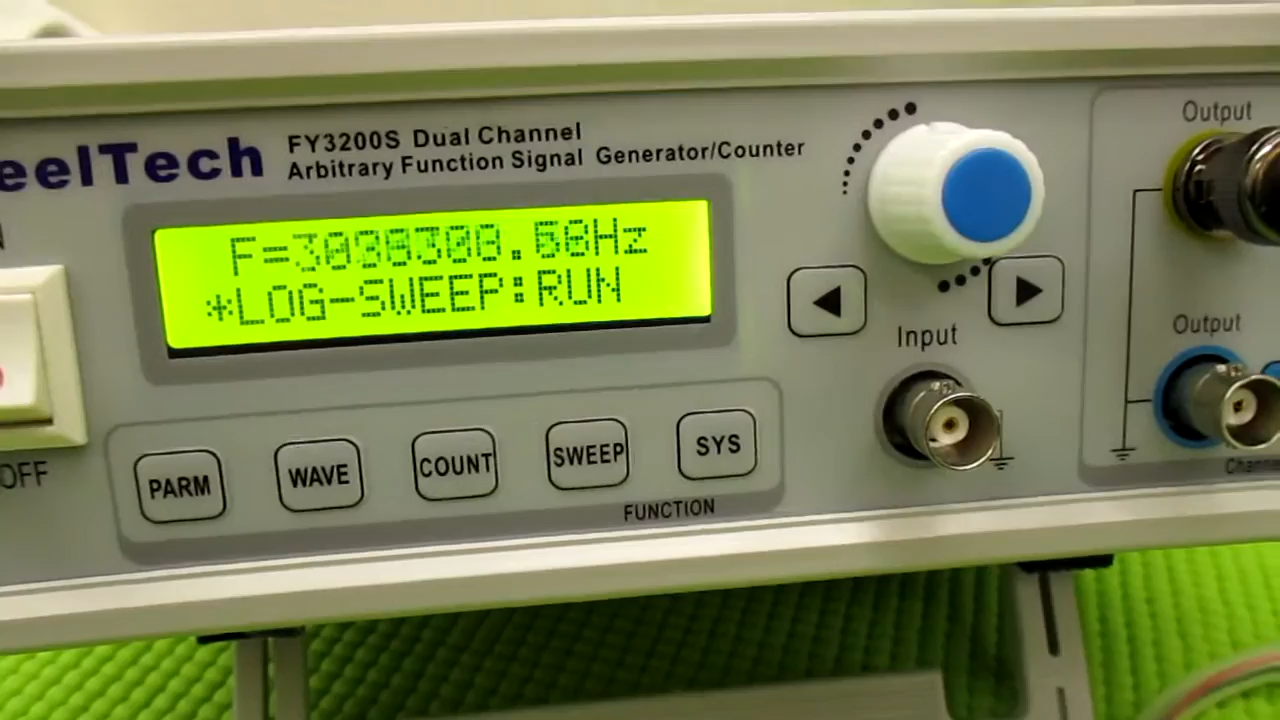 eelTech
FY3200S Dual Channel
Arbitrary Function Signal Generator/Counter
*LOG-SWEEP:RUN
PARM
WAVE
COUNT
SWEEP
SYS
FUNCTION
OFF
Input
Output
Output